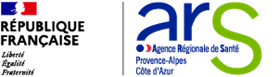 RÉPUBLIQUE
FRANÇAISE
Liberté
Égalité
Fraternité
ars
Agence Régionale de Santé
Provence-Alpes
Côte d'Azur